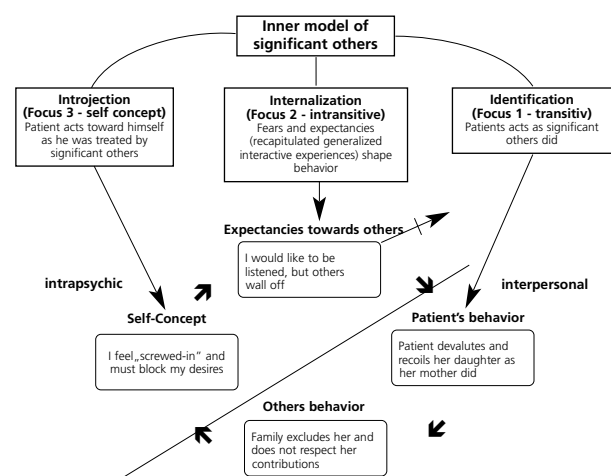 Inner model of
significant others
Introjection
(Focus 3 - self concept)
Patient acts toward himself
as he was treated by
significant others
Internalization
(Focus 2 - intransitive)
Fears and expectancies
(recapitulated generalized
interactive experiences) shape
behavior
Identification
(Focus 1 - transitiv)
Patients acts as significant
others did
Expectancies towards others
I would like to be
listened, but others
wall off
intrapsychic
interpersonal
Self-Concept
I feel „screwed-in“ and
must block my desires
Patient's behavior
Patient devalutes and
recoils her daughter as
her mother did
Others behavior
Family excludes her and
does not respect her
contributions